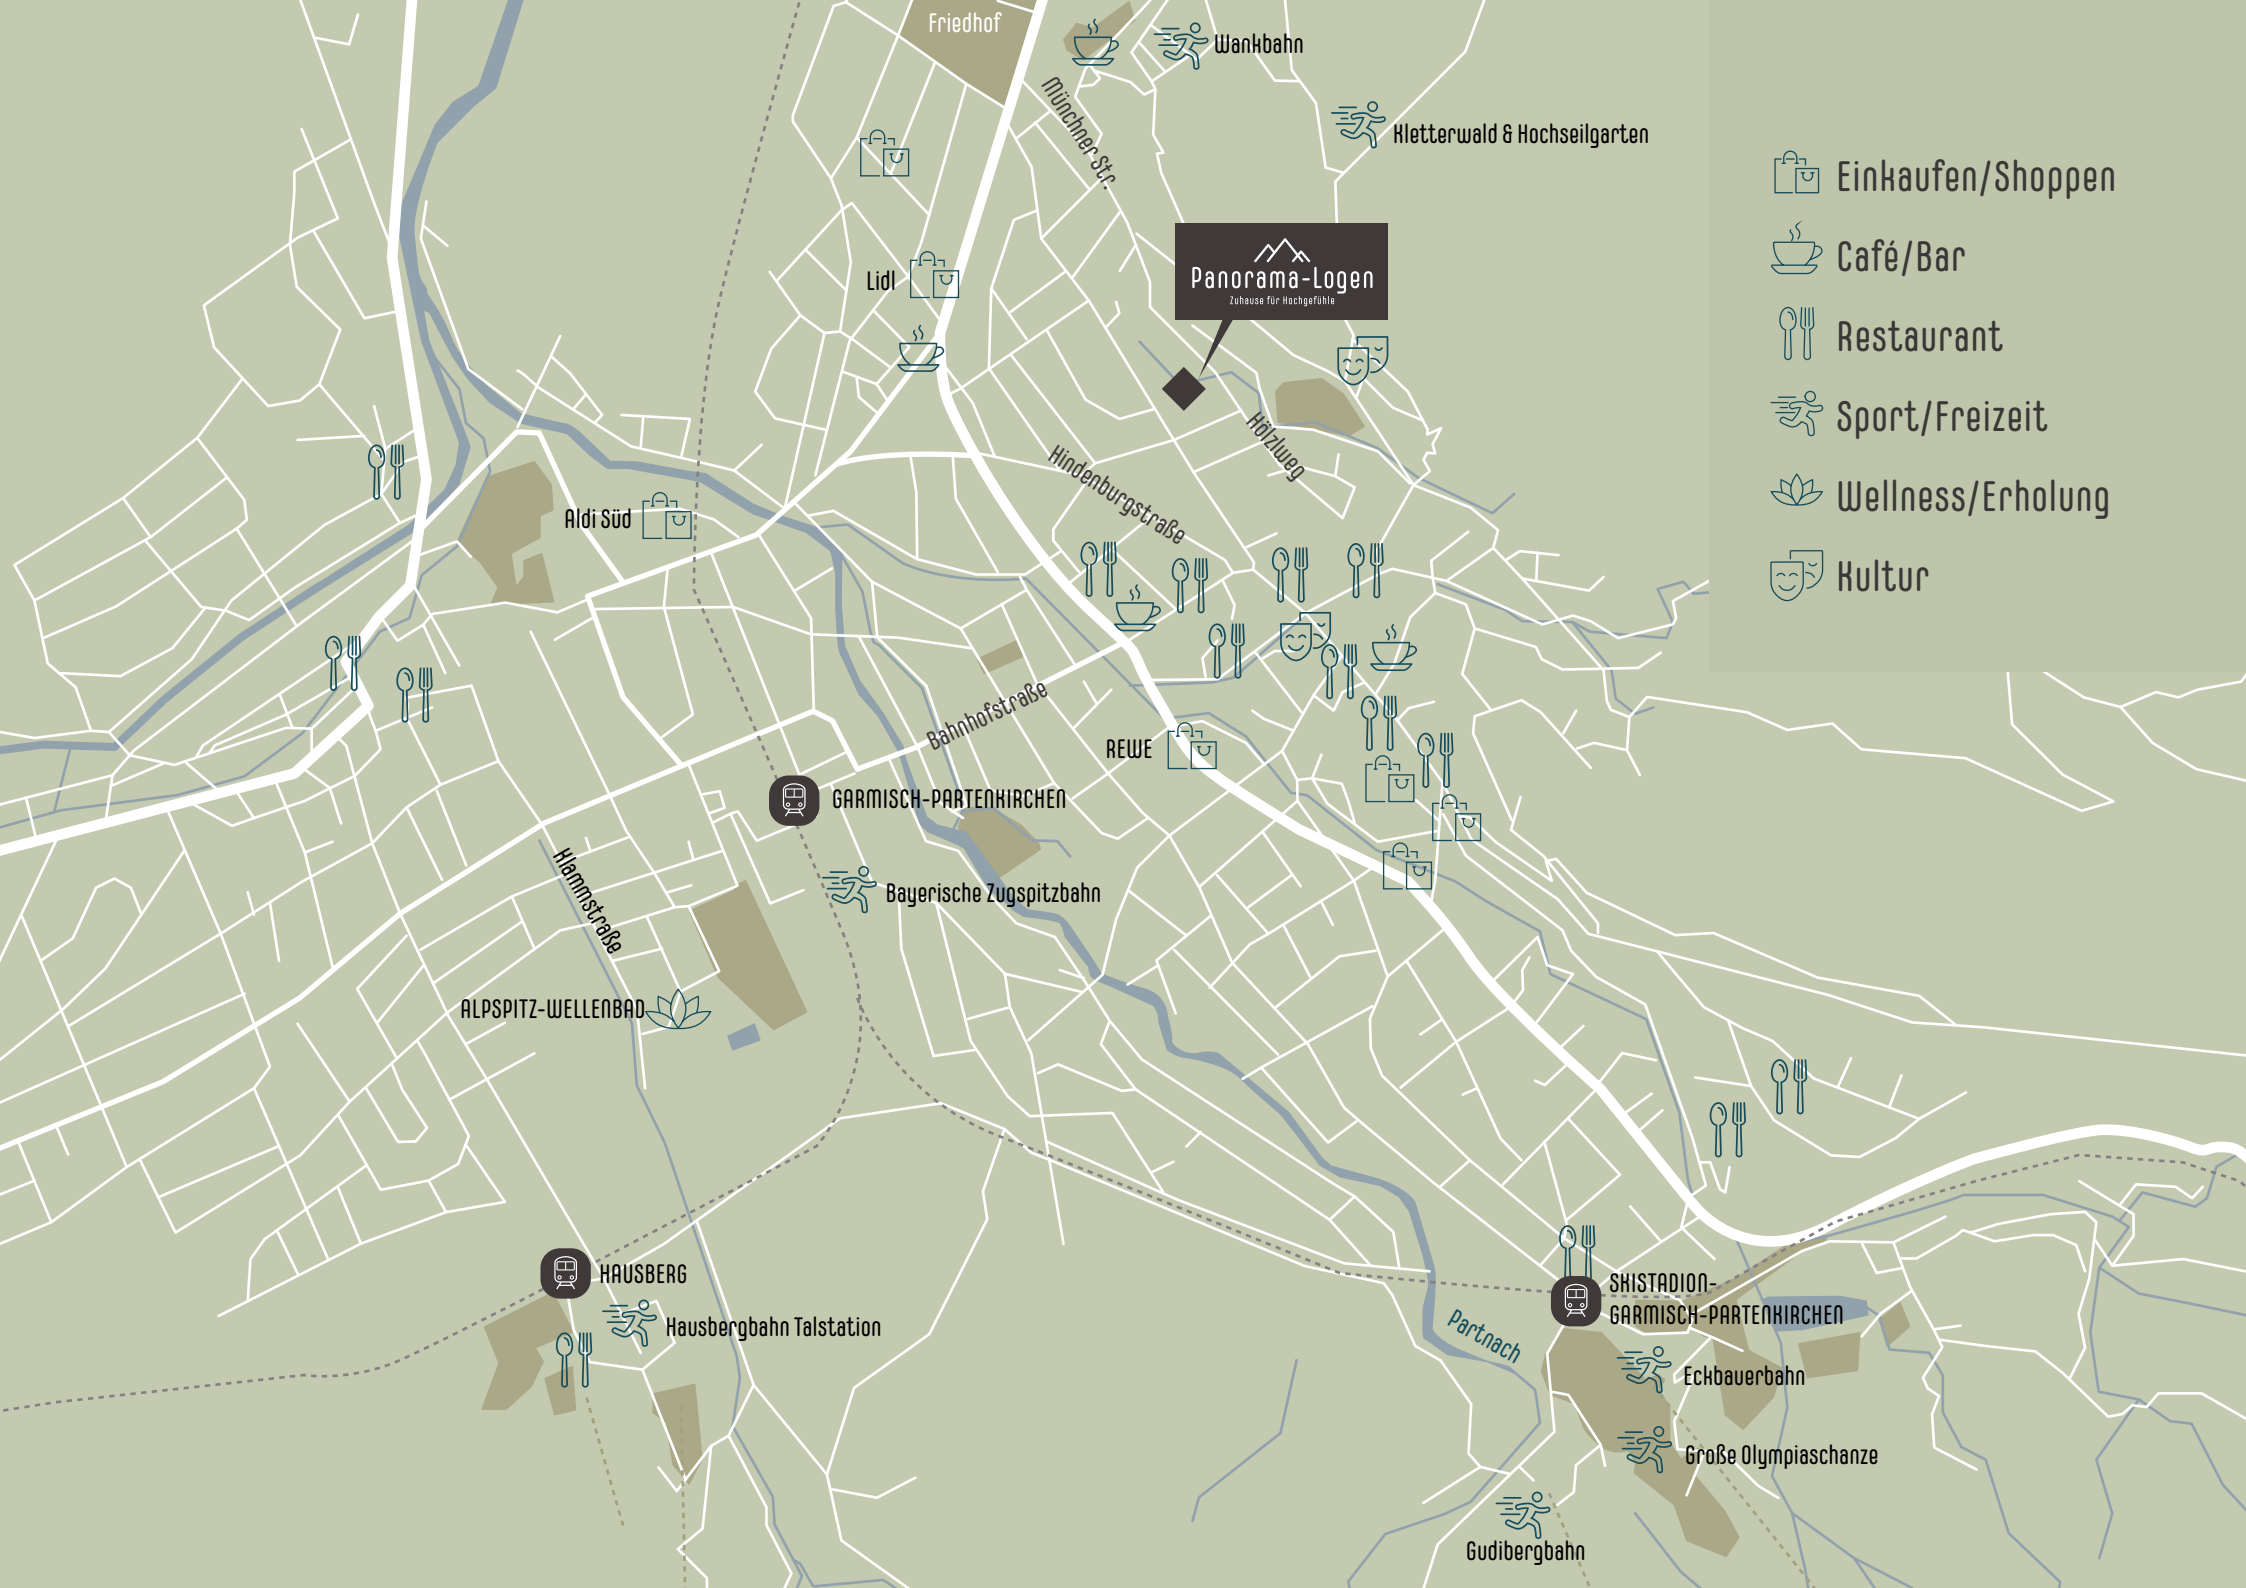 Friedhof
Wankbahn
Münchner Str.
Kletterwald & Hochseilgarten
Einkaufen/Shoppen
Café/Bar
Restaurant
Sport/Freizeit
Wellness/Erholung
Kultur
Lidl
Panorama-Logen
Zuhause für Hochgefühle
Hölzlweg
Hindenburgstraße
Aldi Süd
Bahnhofstraße
REWE
GARMISCH-PARTENKIRCHEN
Klammstraße
Bayerische Zugspitzbahn
ALPSPITZ-WELLENBAD
HAUSBERG
Hausbergbahn Talstation
SKISTADION-
GARMISCH-PARTENKIRCHEN
Partnach
Eckbauerbahn
Große Olympiaschanze
Gudibergbahn